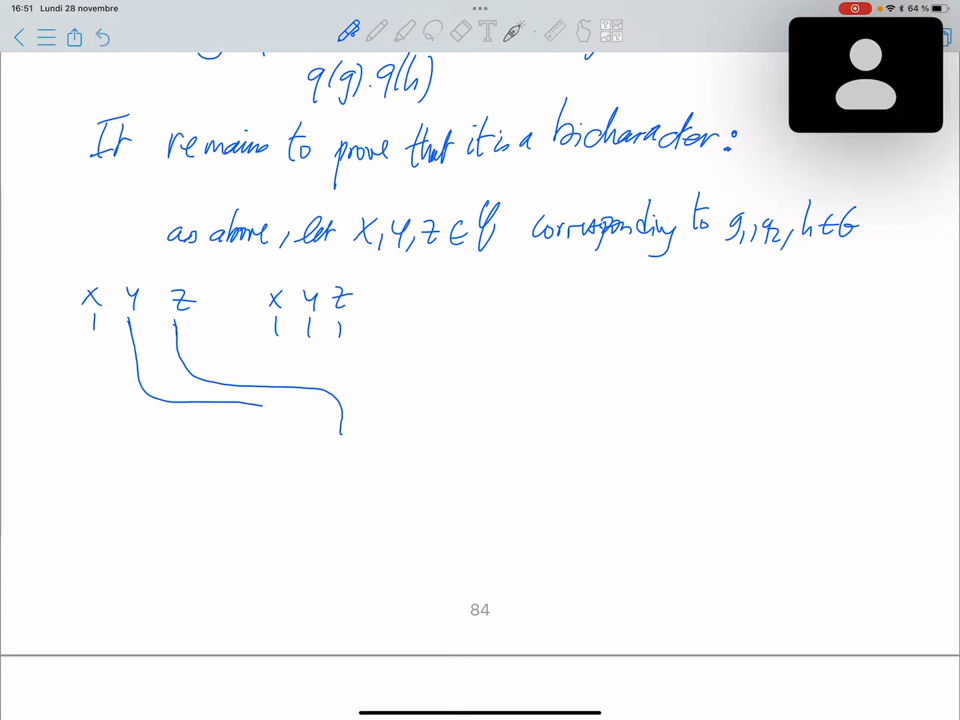 16:51 Lundi 28 novembre
64 %
q(g).q(h)
It remains to prove that it is a bicharacter:
as above, let X, Y, Z ∈ corresponding to g₁, g₂, h ∈ G
X Y Z X Y Z
84